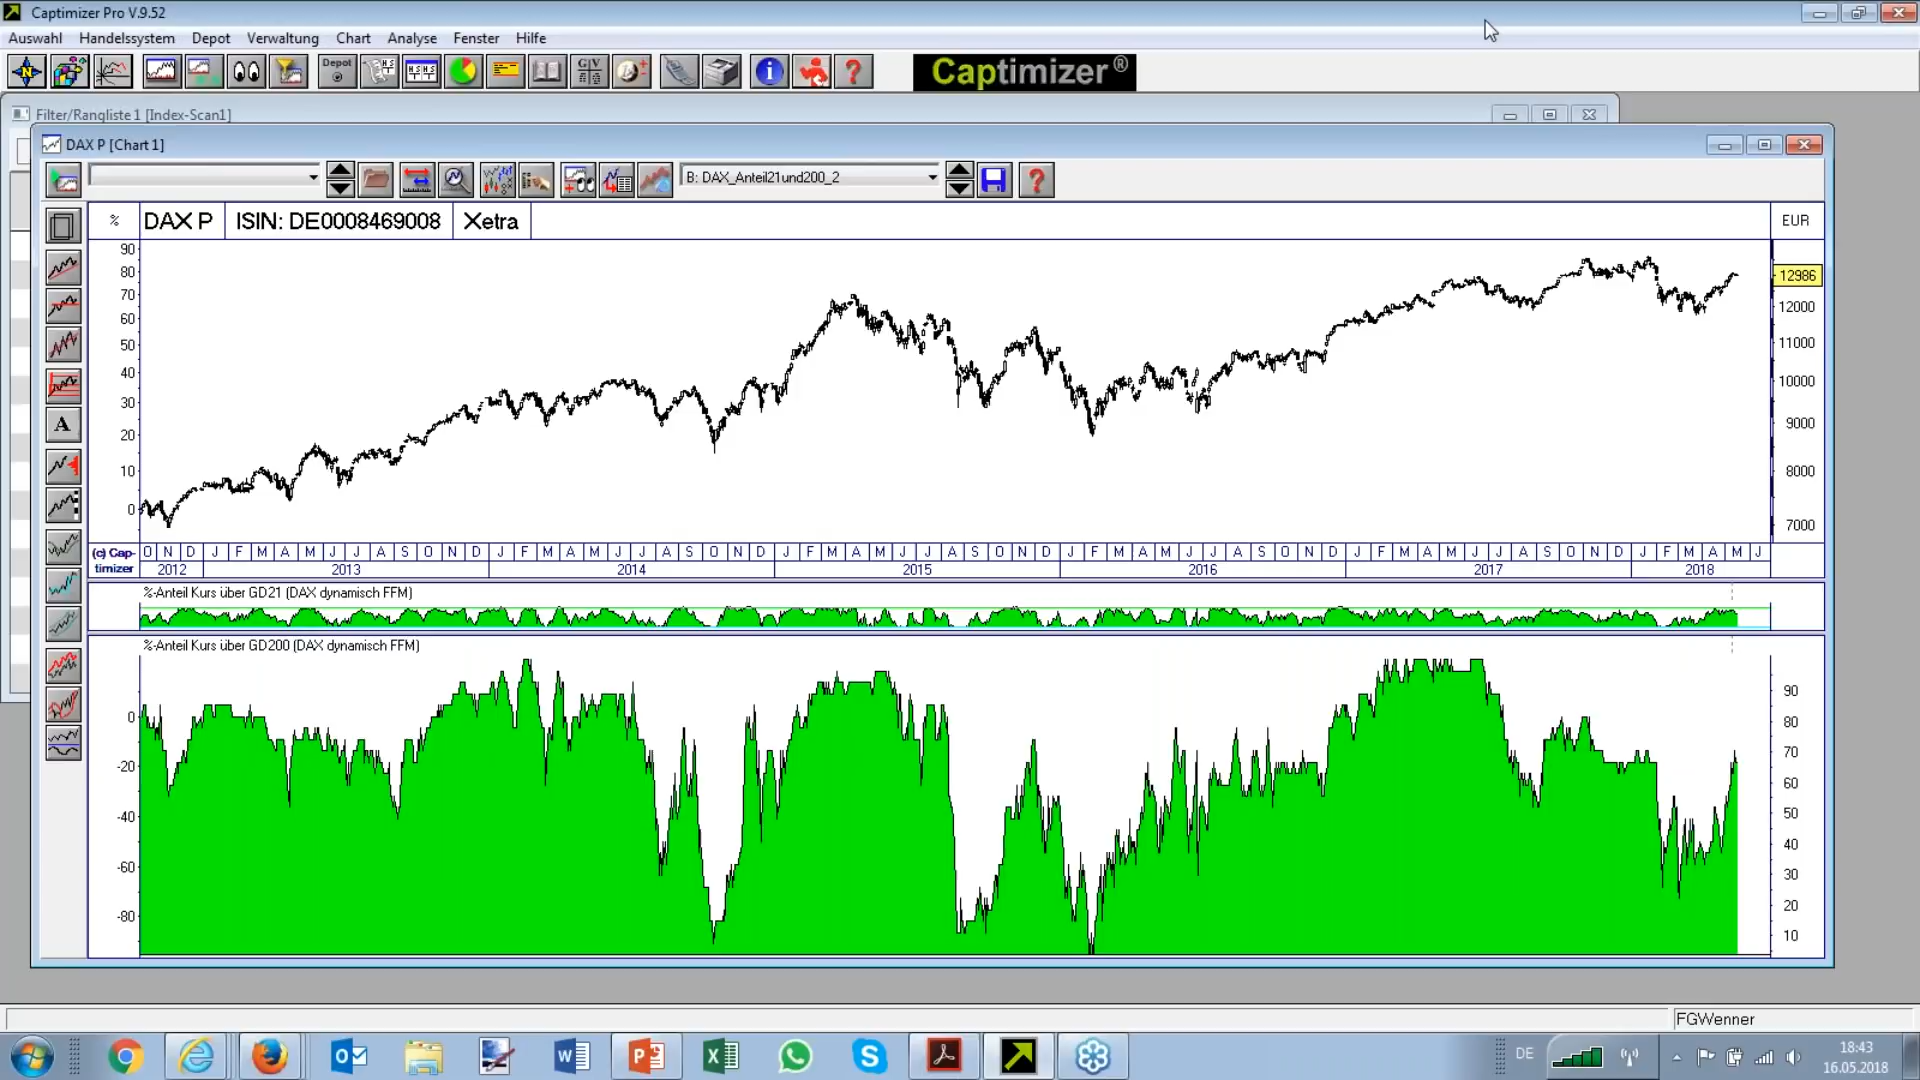 Captimizer Pro V.9.52
Auswahl Handelssystem Depot Verwaltung Chart Analyse Fenster Hilfe
Depot
G V
Captimizer®
Filter/Rangliste 1 [Index-Scan1]
DAX P [Chart 1]
B: DAX_Anteil21und200_2
% DAX P ISIN: DE0008469008 Xetra EUR
90
80
70
60
50
40
30
20
10
0
12986
12000
11000
10000
9000
8000
7000
A
(c) Cap-timizer
O N D J F M A M J J A S O N D J F M A M J J A S O N D J F M A M J J A S O N D J F M A M J J A S O N D J F M A M J J A S O N D J F M A M J
2012 2013 2014 2015 2016 2017 2018
%-Anteil Kurs über GD21 (DAX dynamisch FFM)
%-Anteil Kurs über GD200 (DAX dynamisch FFM)
0
-20
-40
-60
-80
90
80
70
60
50
40
30
20
10
FGWenner
DE
18:43
16.05.2018